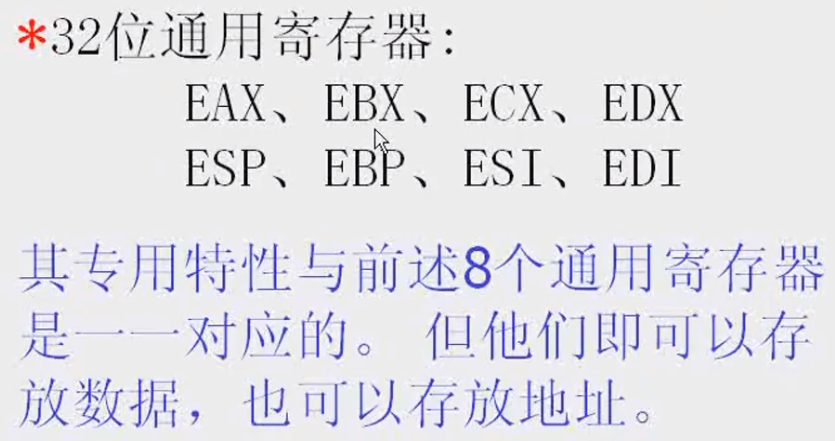 *32位通用寄存器:
EAX、EBX、ECX、EDX
ESP、EBP、ESI、EDI
其专用特性与前述8个通用寄存器
是一一对应的。 但他们即可以存
放数据，也可以存放地址。